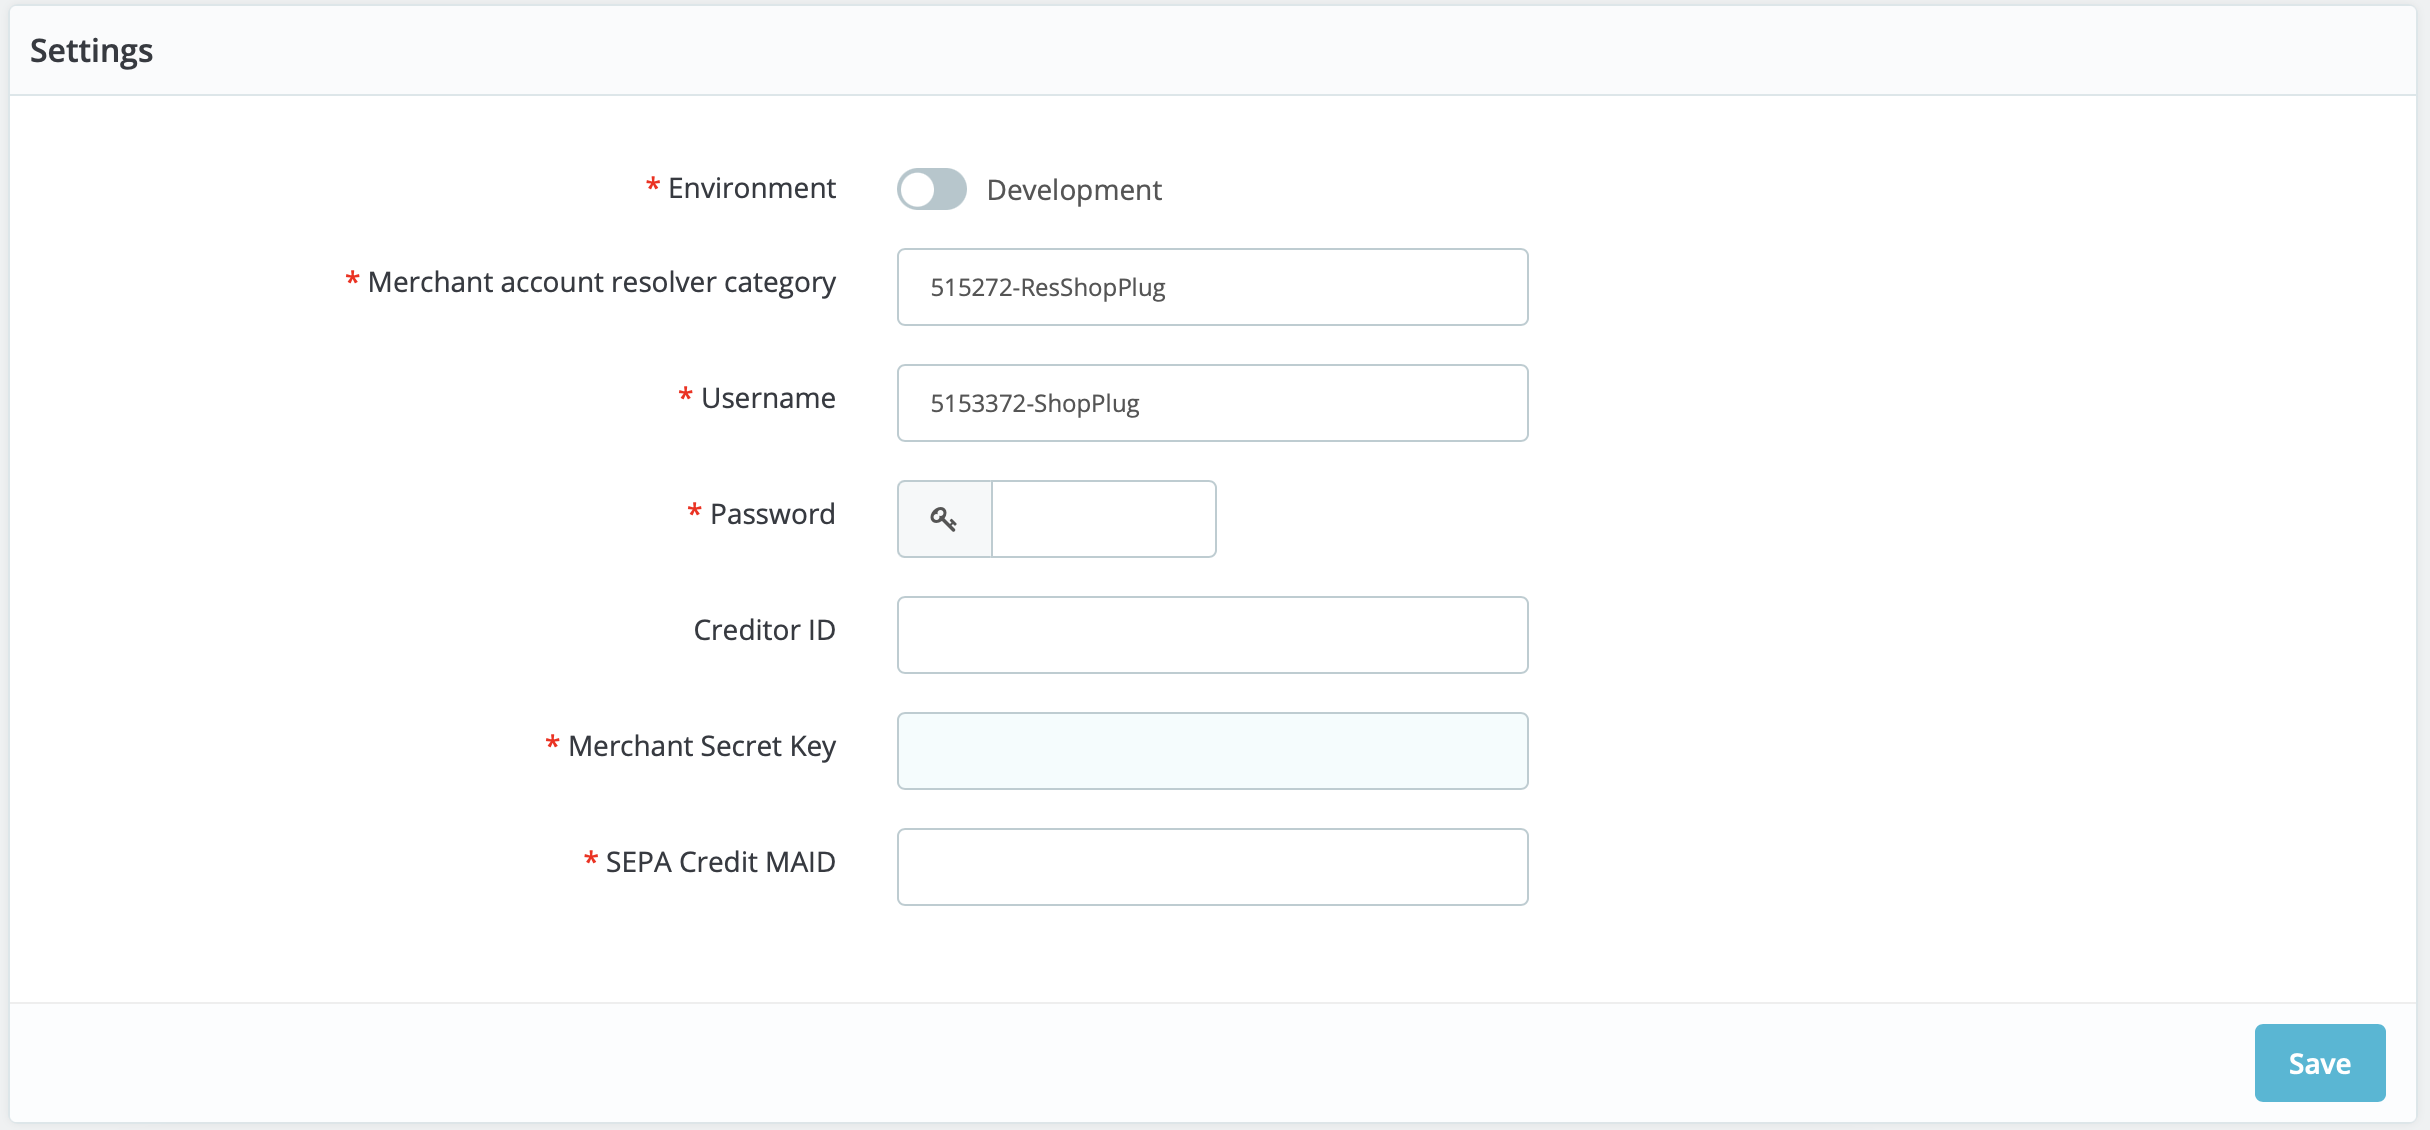 Settings
* Environment Development
* Merchant account resolver category 515272-ResShopPlug
* Username 5153372-ShopPlug
* Password
Creditor ID
* Merchant Secret Key
* SEPA Credit MAID
Save